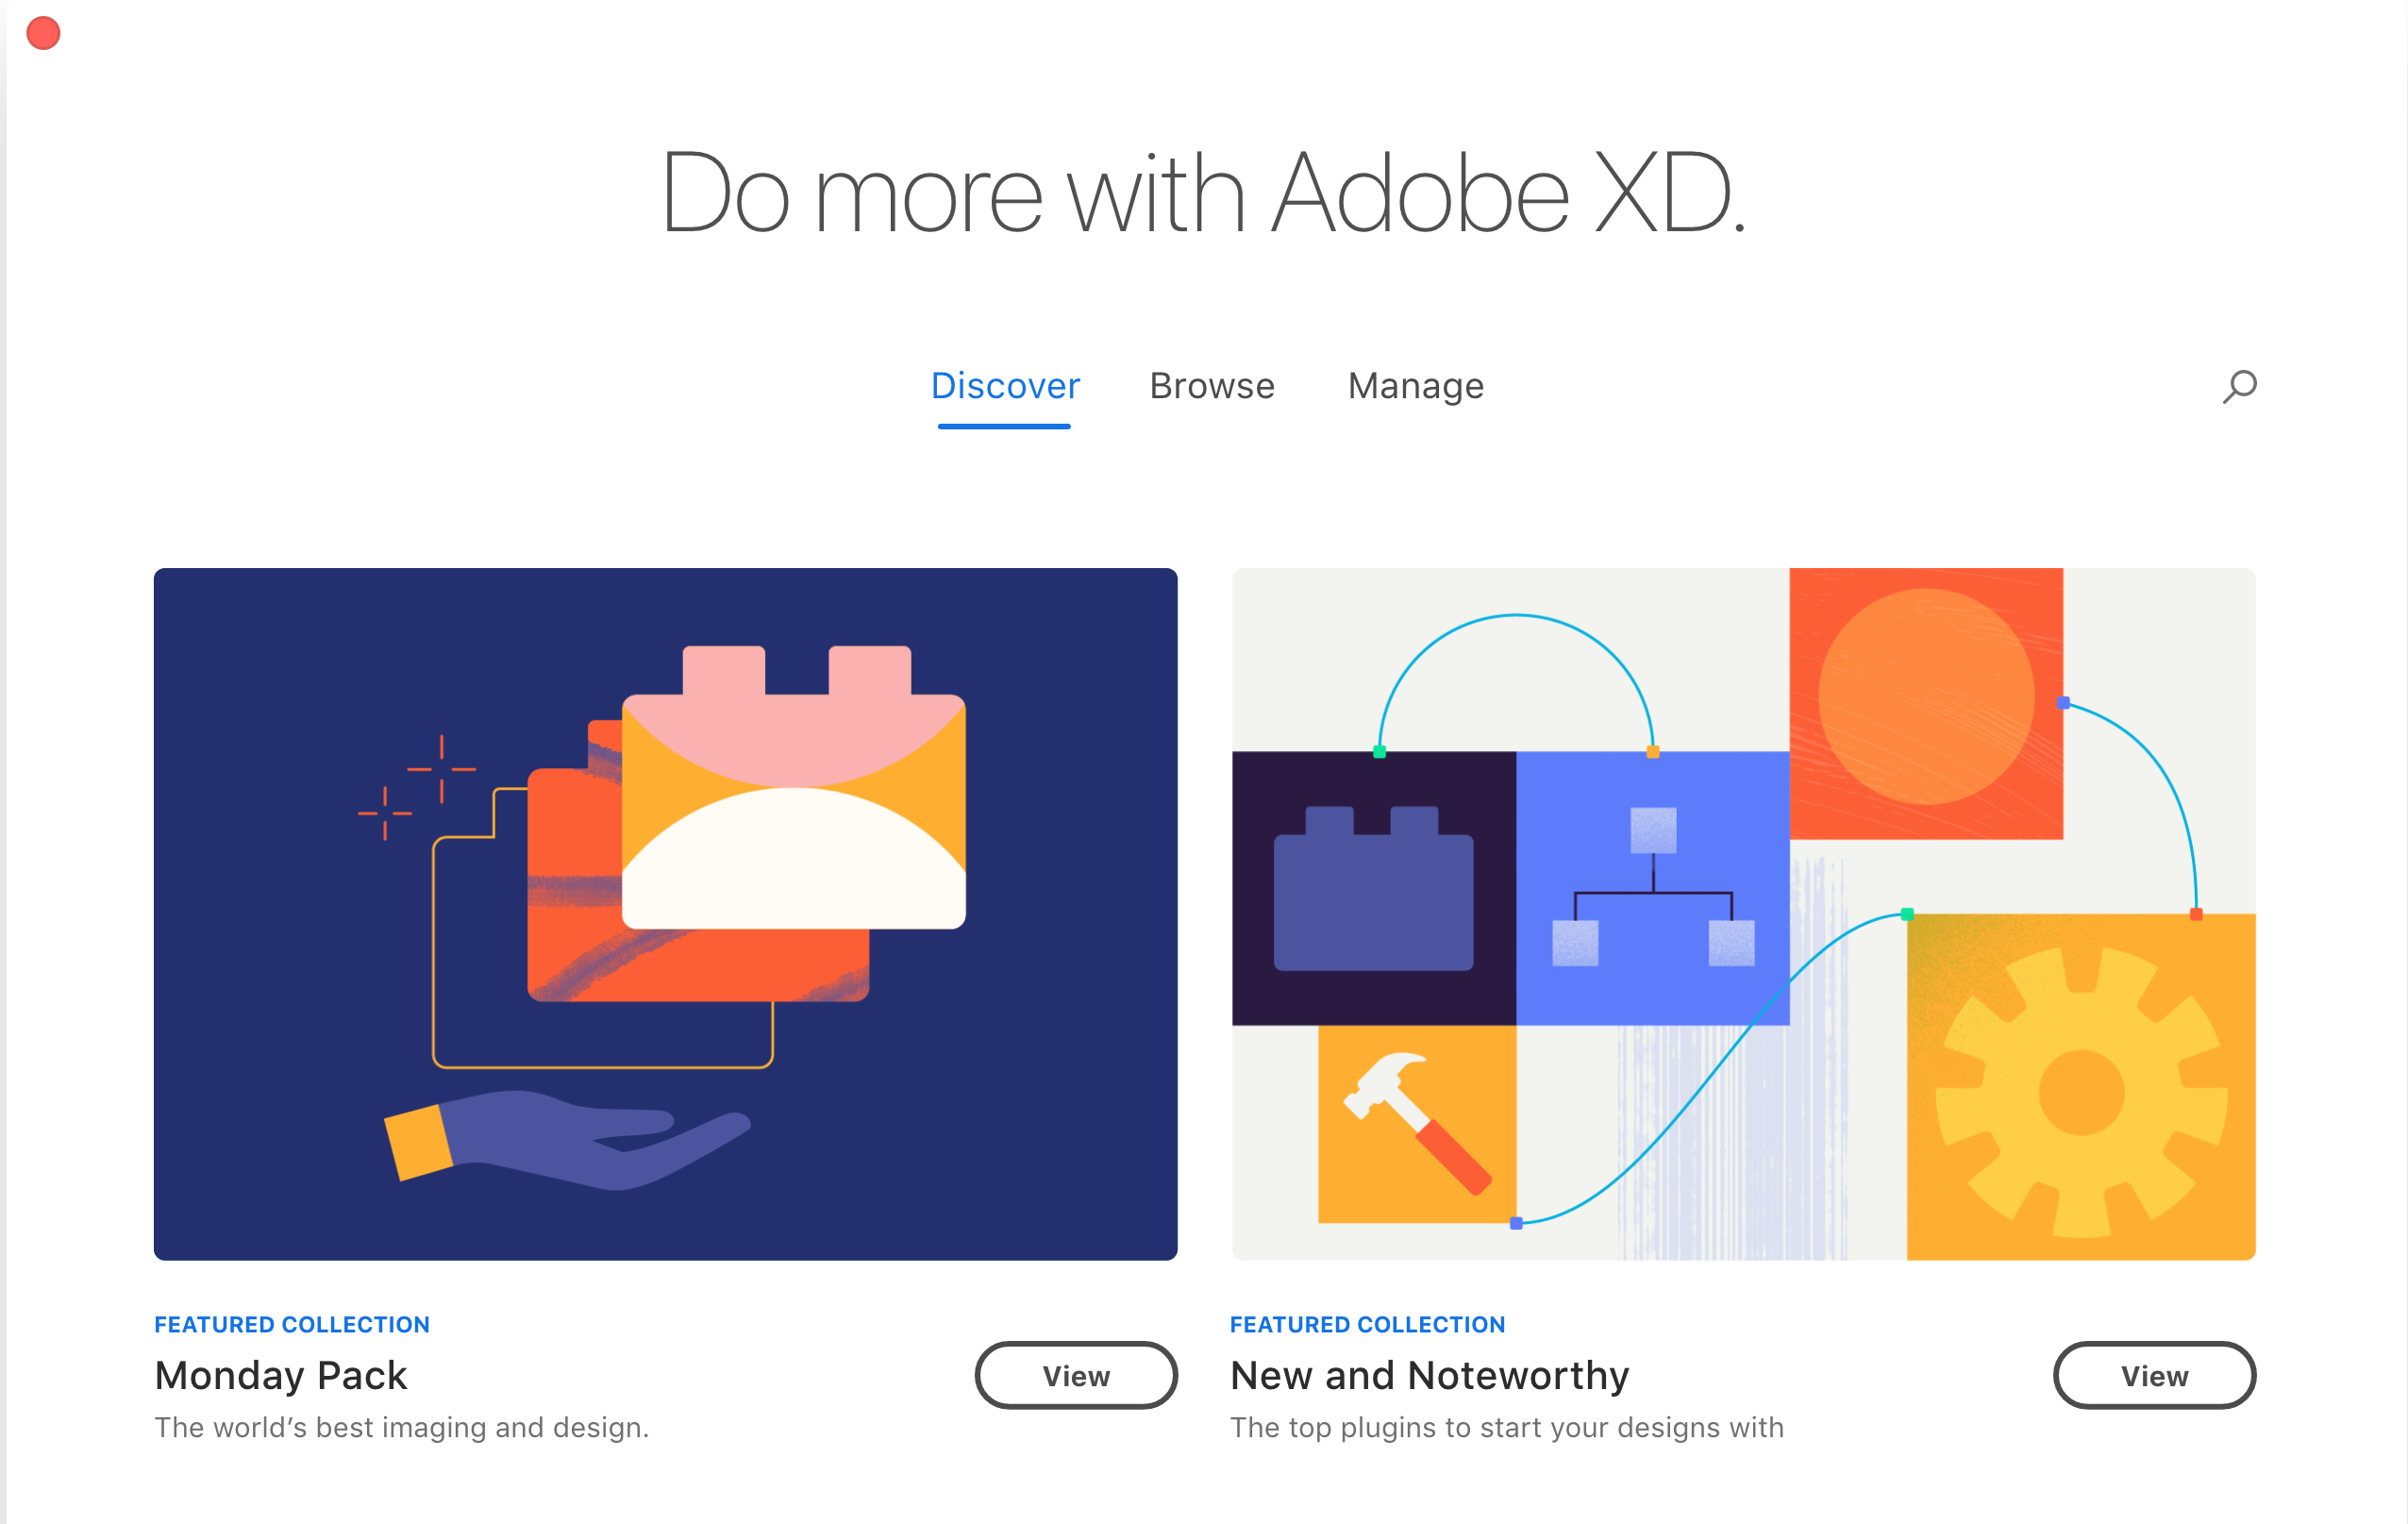 Do more with Adobe XD.
Discover Browse Manage
FEATURED COLLECTION
Monday Pack
The world’s best imaging and design.
View
FEATURED COLLECTION
New and Noteworthy
The top plugins to start your designs with
View